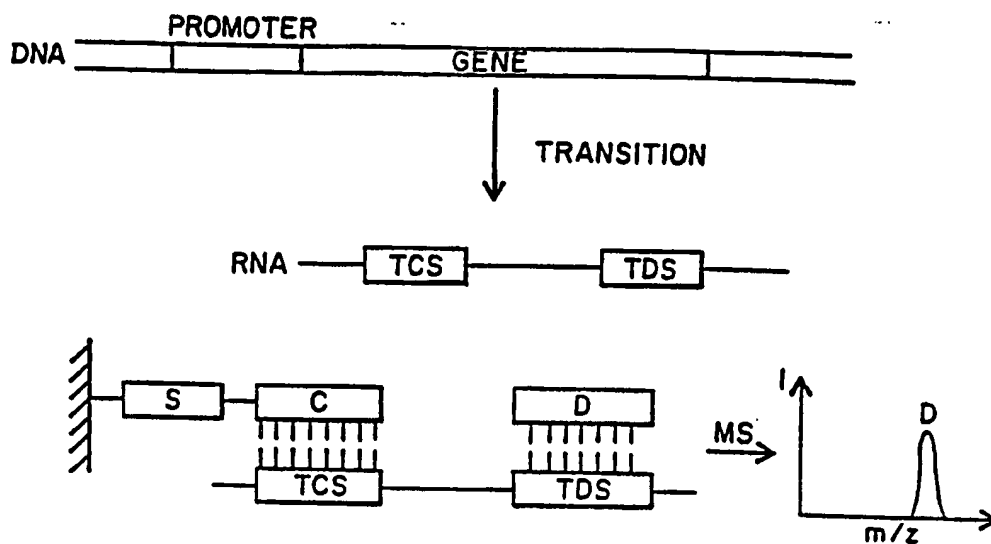 PROMOTER
DNA
GENE
TRANSITION
RNA
TCS
TDS
S
C
D
TCS
TDS
MS
I
D
m/z